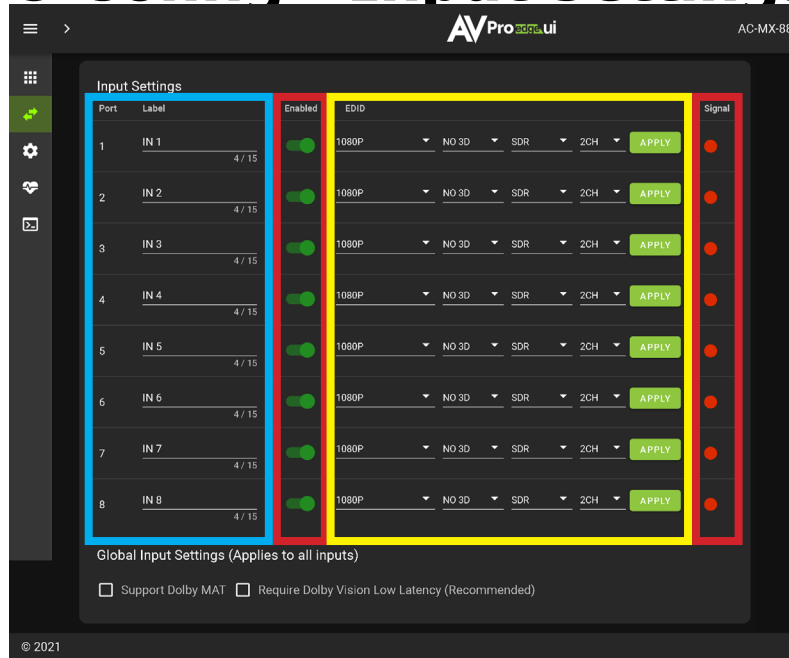 AVPro edge.ui
AC-MX-88
Input Settings
Port Label Enabled EDID Signal
1 IN 1 1080P NO 3D SDR 2CH APPLY
4 / 15
2 IN 2 1080P NO 3D SDR 2CH APPLY
4 / 15
3 IN 3 1080P NO 3D SDR 2CH APPLY
4 / 15
4 IN 4 1080P NO 3D SDR 2CH APPLY
4 / 15
5 IN 5 1080P NO 3D SDR 2CH APPLY
4 / 15
6 IN 6 1080P NO 3D SDR 2CH APPLY
4 / 15
7 IN 7 1080P NO 3D SDR 2CH APPLY
4 / 15
8 IN 8 1080P NO 3D SDR 2CH APPLY
4 / 15
Global Input Settings (Applies to all inputs)
Support Dolby MAT Require Dolby Vision Low Latency (Recommended)
© 2021